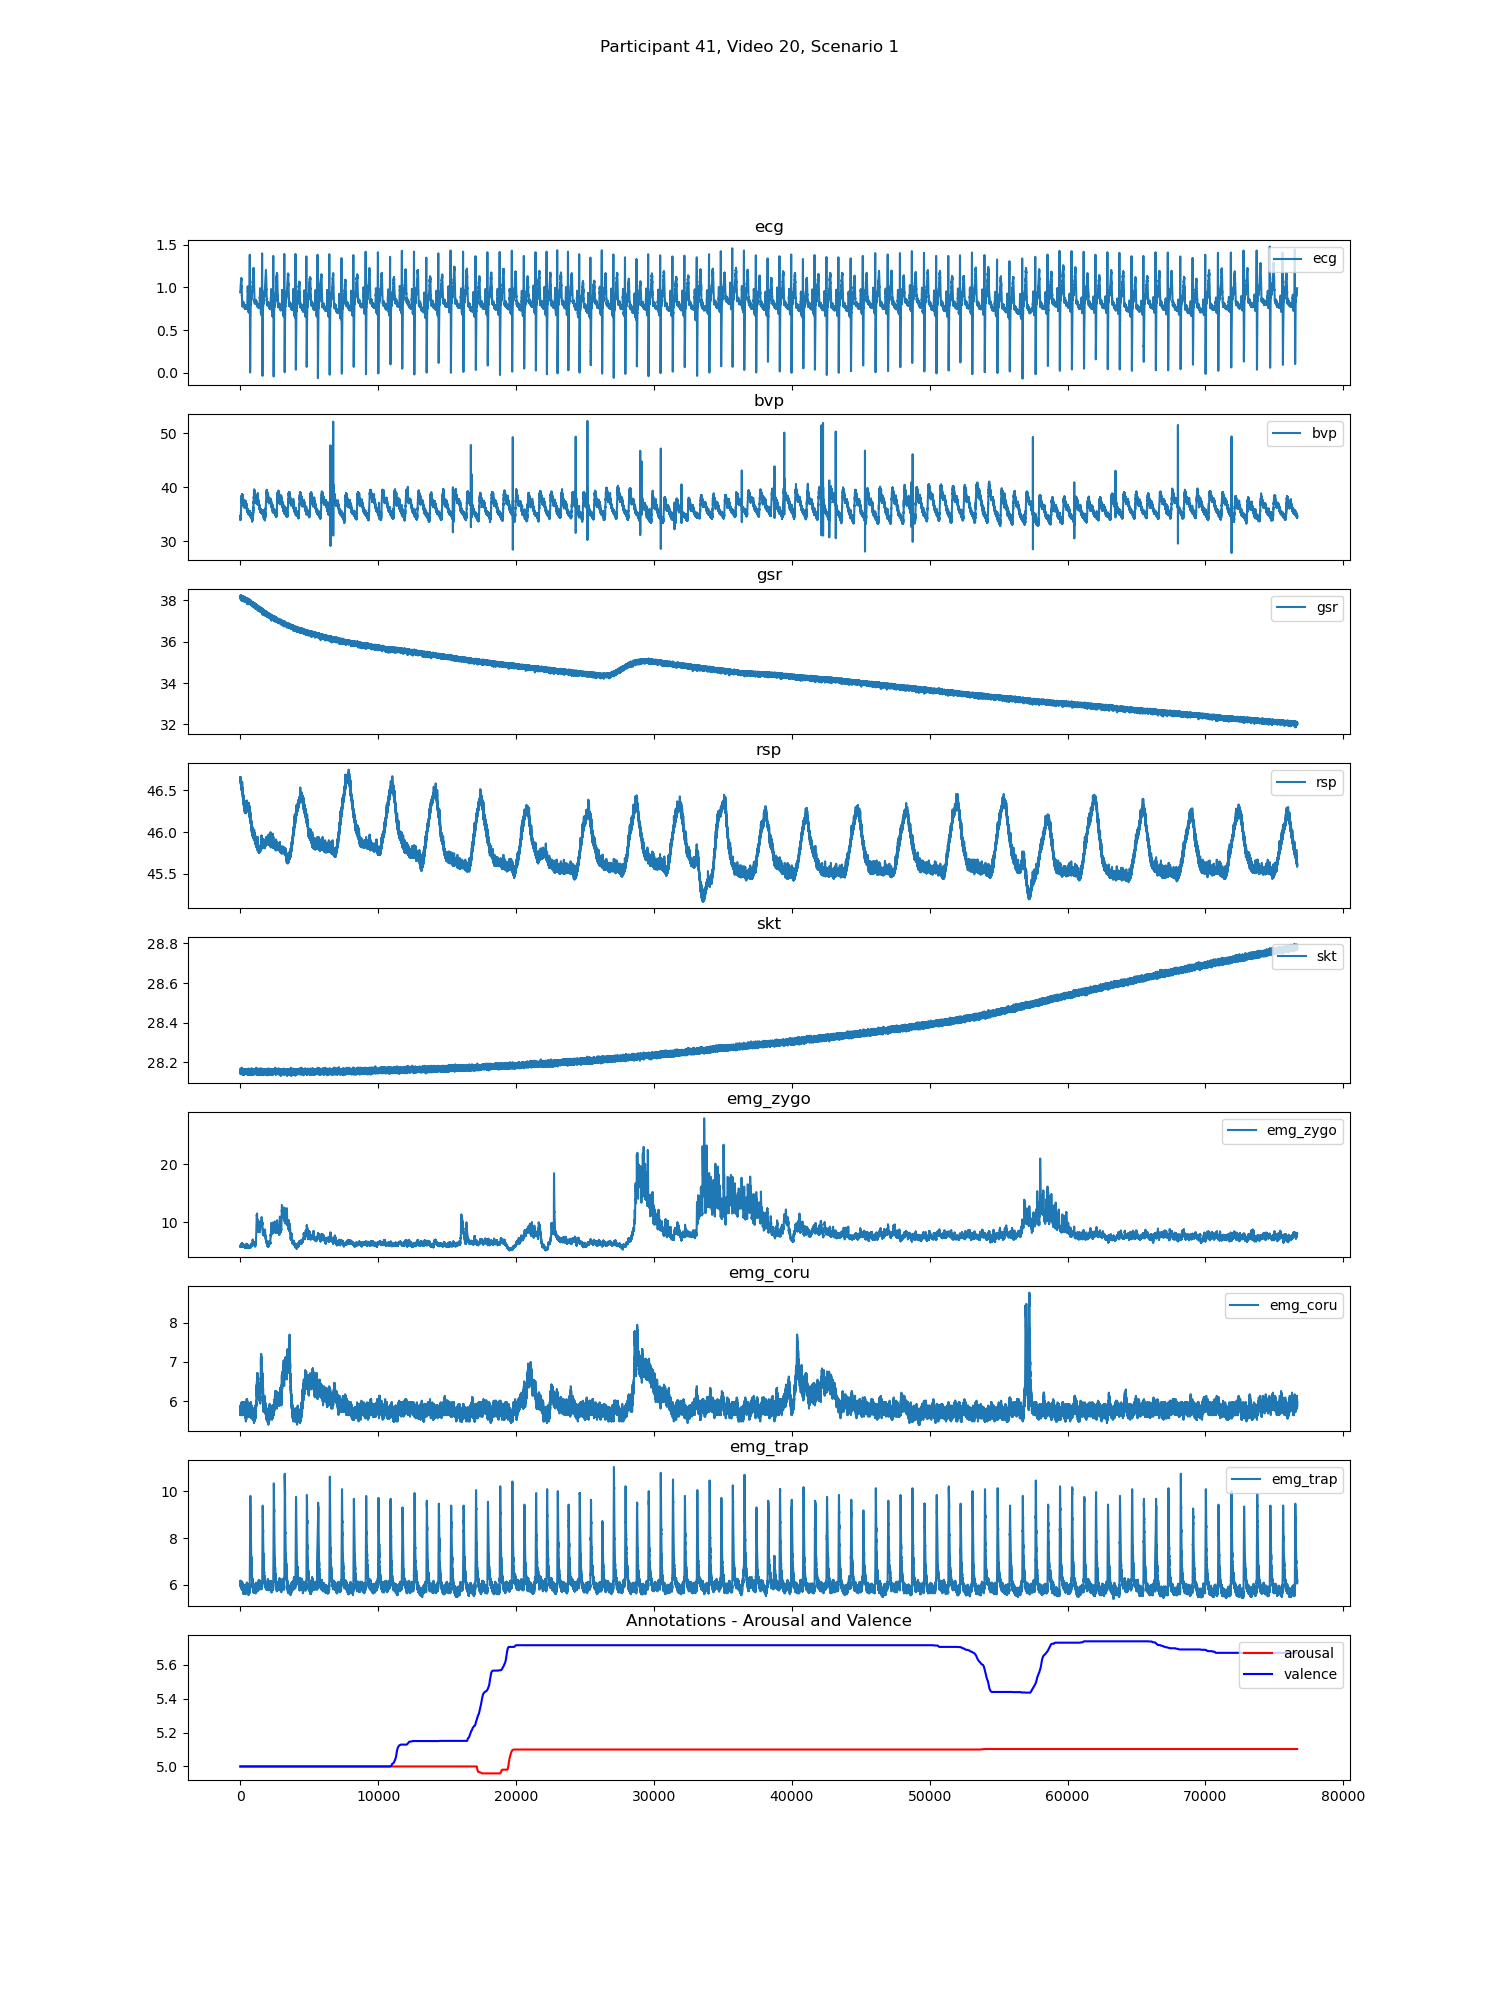 Participant 41, Video 20, Scenario 1
ecg
1.5
1.0
0.5
0.0
ecg
bvp
50
40
30
bvp
gsr
38
36
34
32
gsr
rsp
46.5
46.0
45.5
rsp
skt
28.8
28.6
28.4
28.2
skt
emg_zygo
20
10
emg_zygo
emg_coru
8
7
6
emg_coru
emg_trap
10
8
6
emg_trap
Annotations - Arousal and Valence
5.6
5.4
5.2
5.0
arousal
valence
0 10000 20000 30000 40000 50000 60000 70000 80000